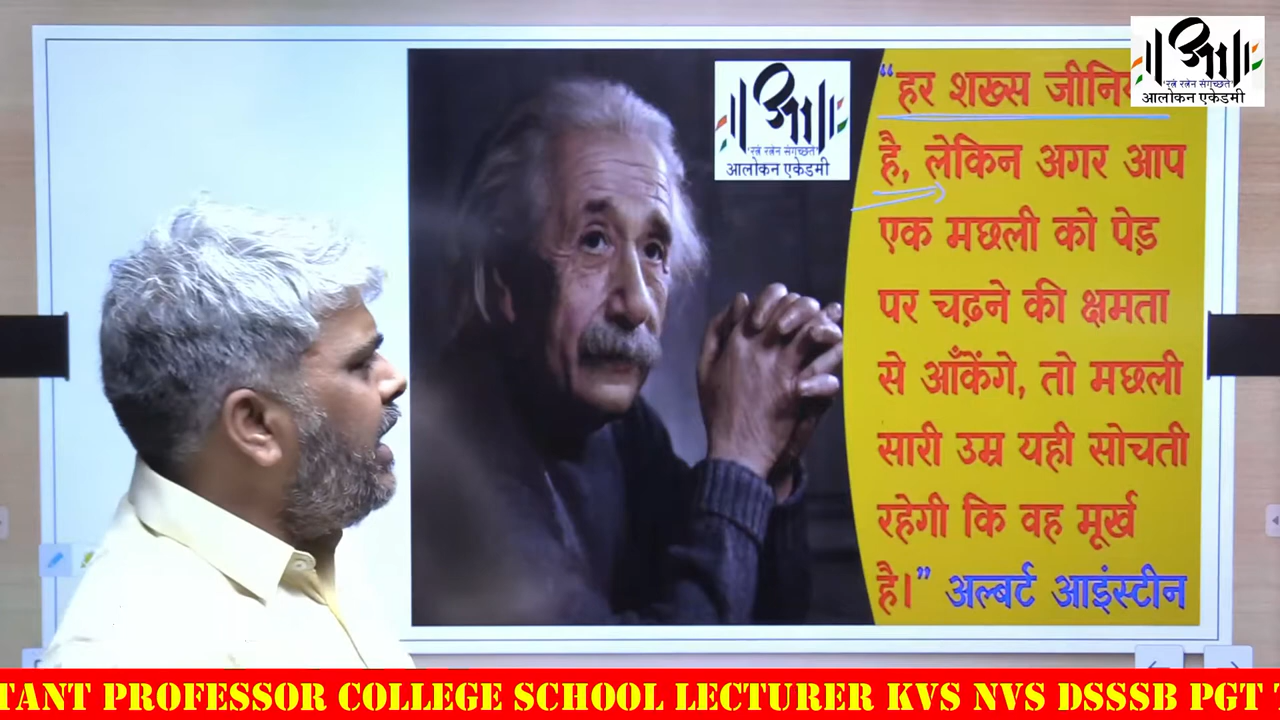 “हर शख्स
है, लेकिन अगर आप
एक मछली को पेड़
पर चढ़ने की क्षमता
से आँकेंगे, तो मछली
सारी उम्र यही सोचती
रहेगी कि वह मूर्ख
है।” अल्बर्ट आइंस्टीन
आलोकन एकेडमी
आलोकन एकेडमी
TANT PROFESSOR COLLEGE SCHOOL LECTURER KVS NVS DSSSB PGT